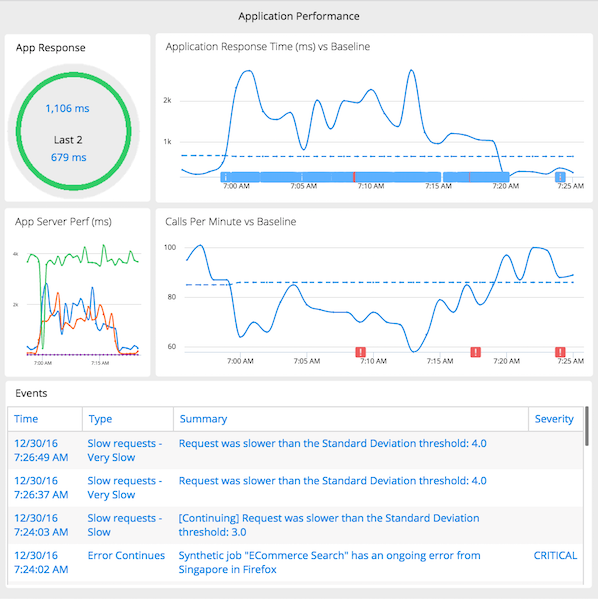 Application Performance
App Response
1,106 ms
Last 2
679 ms
Application Response Time (ms) vs Baseline
2k
1k
7:00 AM
7:05 AM
7:10 AM
7:15 AM
7:20 AM
7:25 AM
App Server Perf (ms)
4k
2k
7:00 AM
7:15 AM
Calls Per Minute vs Baseline
100
80
60
7:00 AM
7:05 AM
7:10 AM
7:15 AM
7:20 AM
7:25 AM
Events
Time Type Summary Severity
12/30/16 Slow requests - Request was slower than the Standard Deviation threshold: 4.0
7:26:49 AM Very Slow
12/30/16 Slow requests - Request was slower than the Standard Deviation threshold: 4.0
7:26:37 AM Very Slow
12/30/16 Slow requests - [Continuing] Request was slower than the Standard Deviation
7:24:03 AM Slow threshold: 3.0
12/30/16 Error Continues Synthetic job "ECommerce Search" has an ongoing error from CRITICAL
7:24:02 AM Singapore in Firefox